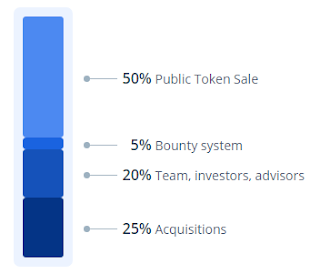 50% Public Token Sale
5% Bounty system
20% Team, investors, advisors
25% Acquisitions